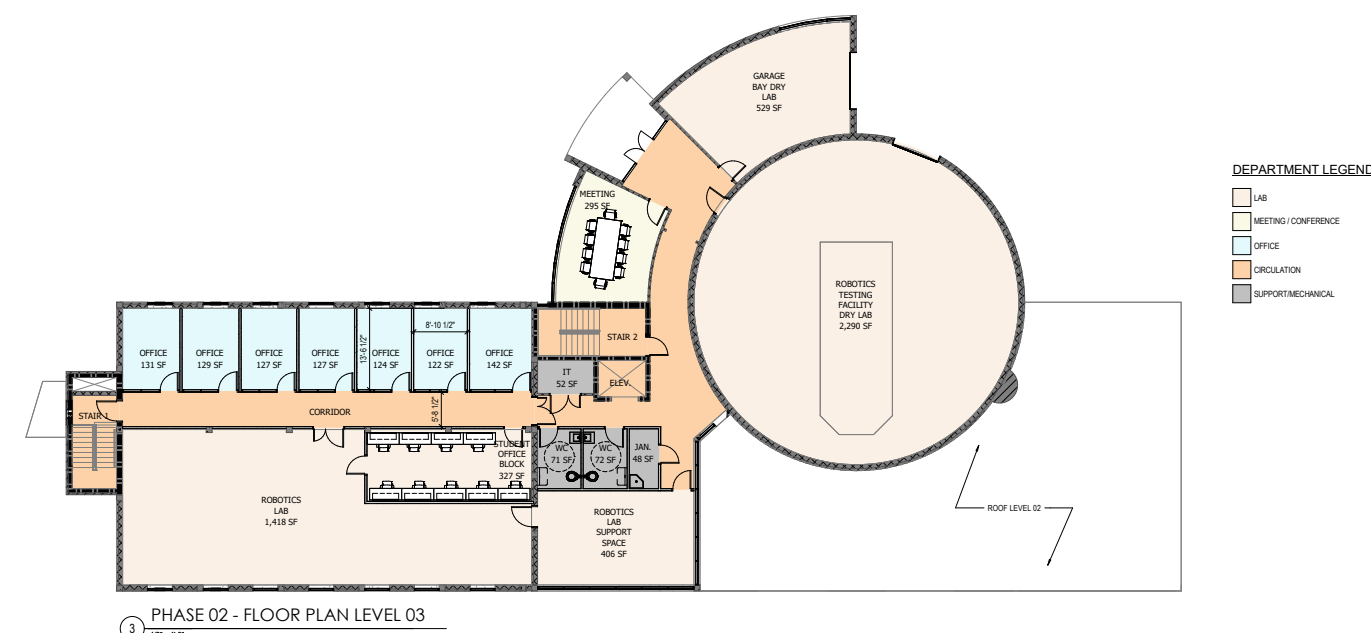 GARAGE
BAY DRY
LAB
529 SF
DEPARTMENT LEGEND
LAB
MEETING / CONFERENCE
OFFICE
CIRCULATION
SUPPORT/MECHANICAL
MEETING
295 SF
ROBOTICS
TESTING
FACILITY
DRY LAB
2,290 SF
8'-10 1/2"
13'-6 1/2"
OFFICE
131 SF
OFFICE
129 SF
OFFICE
127 SF
OFFICE
127 SF
OFFICE
124 SF
OFFICE
122 SF
OFFICE
142 SF
STAIR 2
IT
52 SF
ELEV.
STAIR 1
CORRIDOR
5'-8 1/2"
STUDENT
OFFICE
BLOCK
327 SF
WC
71 SF
WC
72 SF
JAN.
48 SF
ROBOTICS
LAB
1,418 SF
ROBOTICS
LAB
SUPPORT
SPACE
406 SF
ROOF LEVEL 02
3
PHASE 02 - FLOOR PLAN LEVEL 03